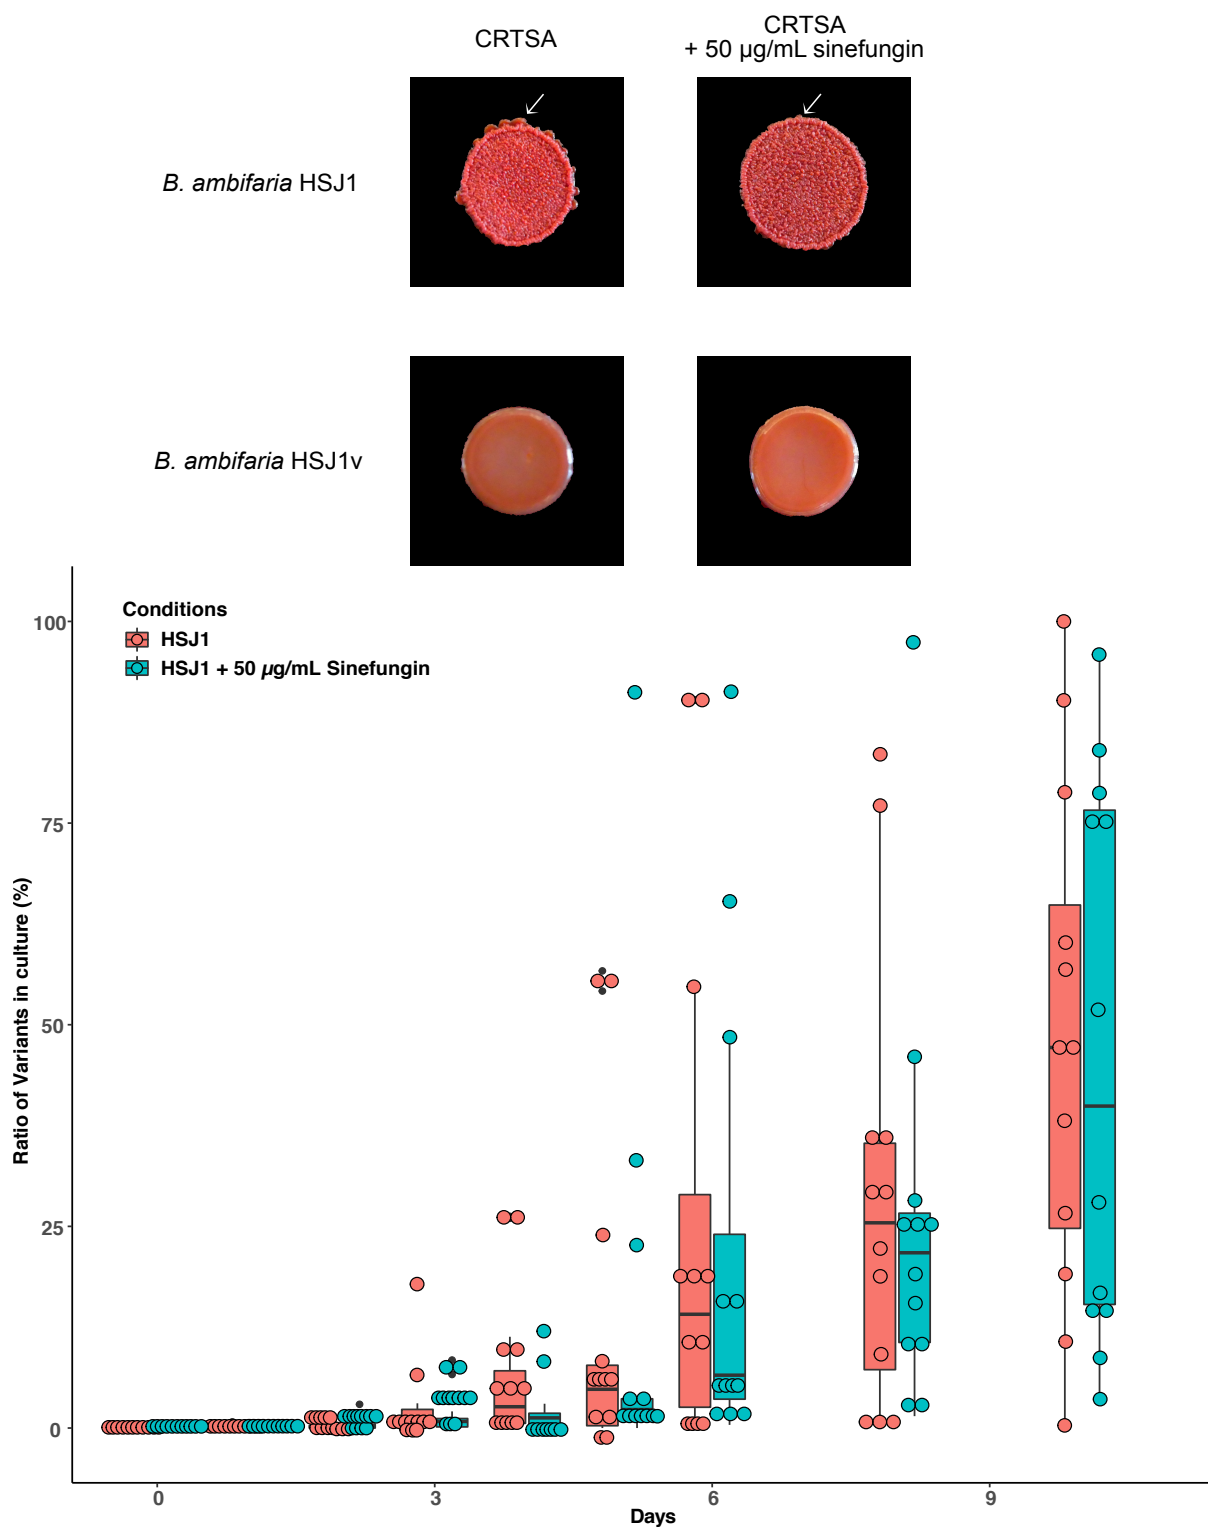 CRTSA
CRTSA
+ 50 µg/mL sinefungin
B. ambifaria HSJ1
B. ambifaria HSJ1v
Conditions
HSJ1
HSJ1 + 50 µg/mL Sinefungin
Ratio of Variants in culture (%)
100
75
50
25
0
0
3
6
9
Days